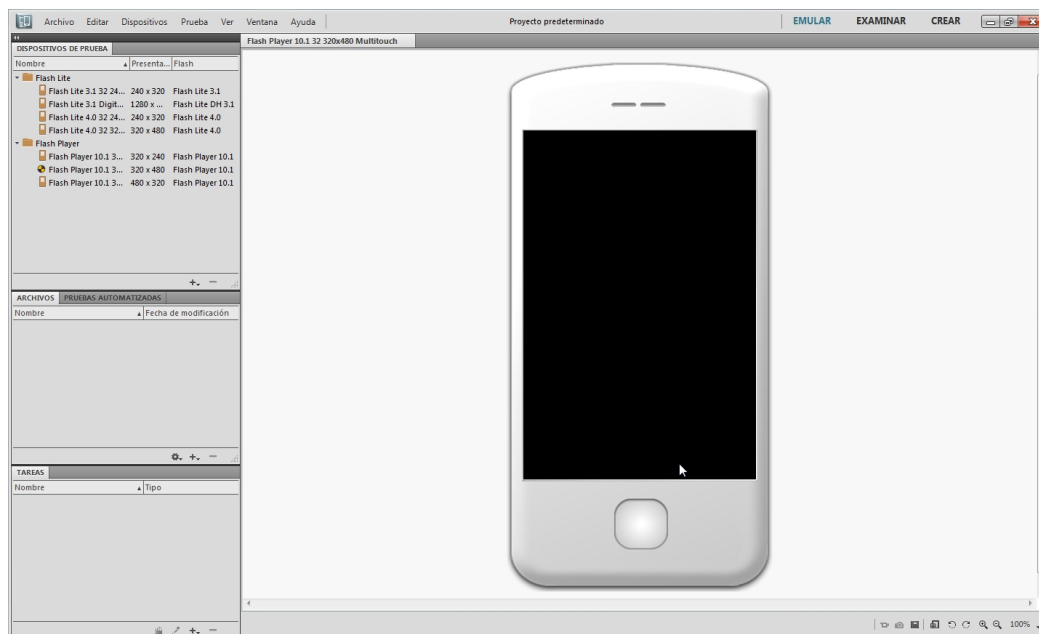 Archivo Editar Dispositivos Prueba Ver Ventana Ayuda Proyecto predeterminado EMULAR EXAMINAR CREAR
DISPOSITIVOS DE PRUEBA
Flash Player 10.1 32 320x480 Multitouch
Nombre Presenta... Flash
Flash Lite
Flash Lite 3.1 32 24... 240 x 320 Flash Lite 3.1
Flash Lite 3.1 Digit... 1280 x ... Flash Lite DH 3.1
Flash Lite 4.0 32 24... 240 x 320 Flash Lite 4.0
Flash Lite 4.0 32 32... 320 x 480 Flash Lite 4.0
Flash Player
Flash Player 10.1 3... 320 x 240 Flash Player 10.1
Flash Player 10.1 3... 320 x 480 Flash Player 10.1
Flash Player 10.1 3... 480 x 320 Flash Player 10.1
ARCHIVOS PRUEBAS AUTOMATIZADAS
Nombre Fecha de modificación
TAREAS
Nombre Tipo
100%